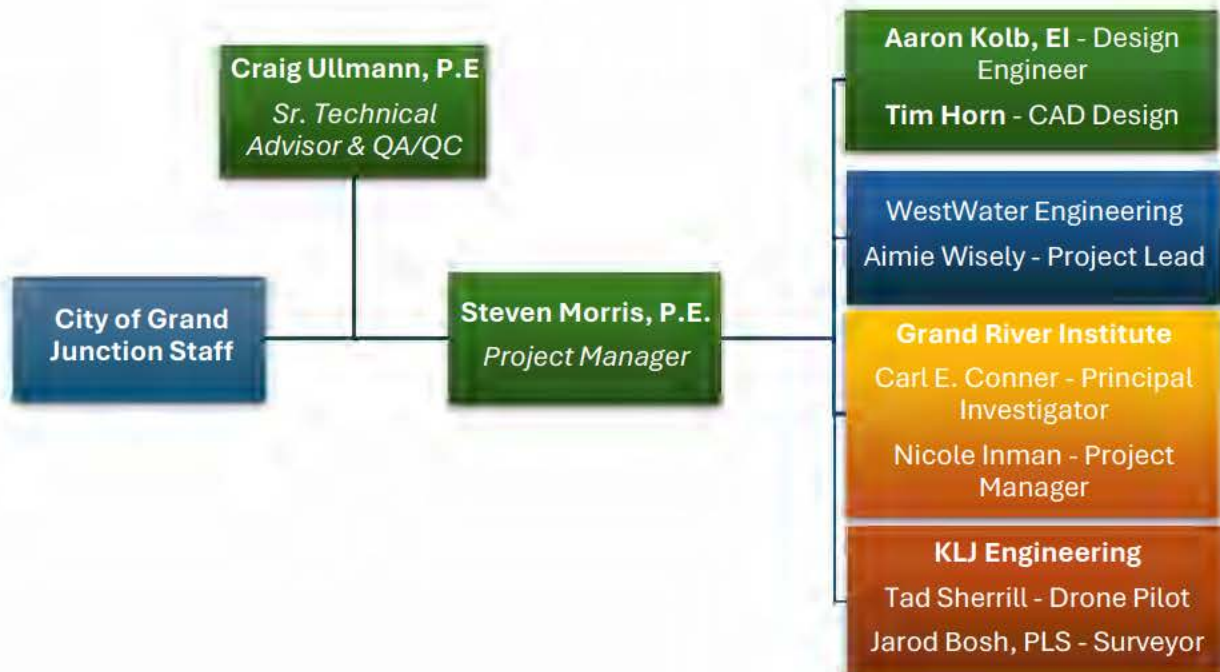 Craig Ullmann, P.E
Sr. Technical
Advisor & QA/QC
City of Grand
Junction Staff
Steven Morris, P.E.
Project Manager
Aaron Kolb, EI - Design
Engineer
Tim Horn - CAD Design
WestWater Engineering
Aimie Wisely - Project Lead
Grand River Institute
Carl E. Conner - Principal
Investigator
Nicole Inman - Project
Manager
KLJ Engineering
Tad Sherrill - Drone Pilot
Jarod Bosh, PLS - Surveyor